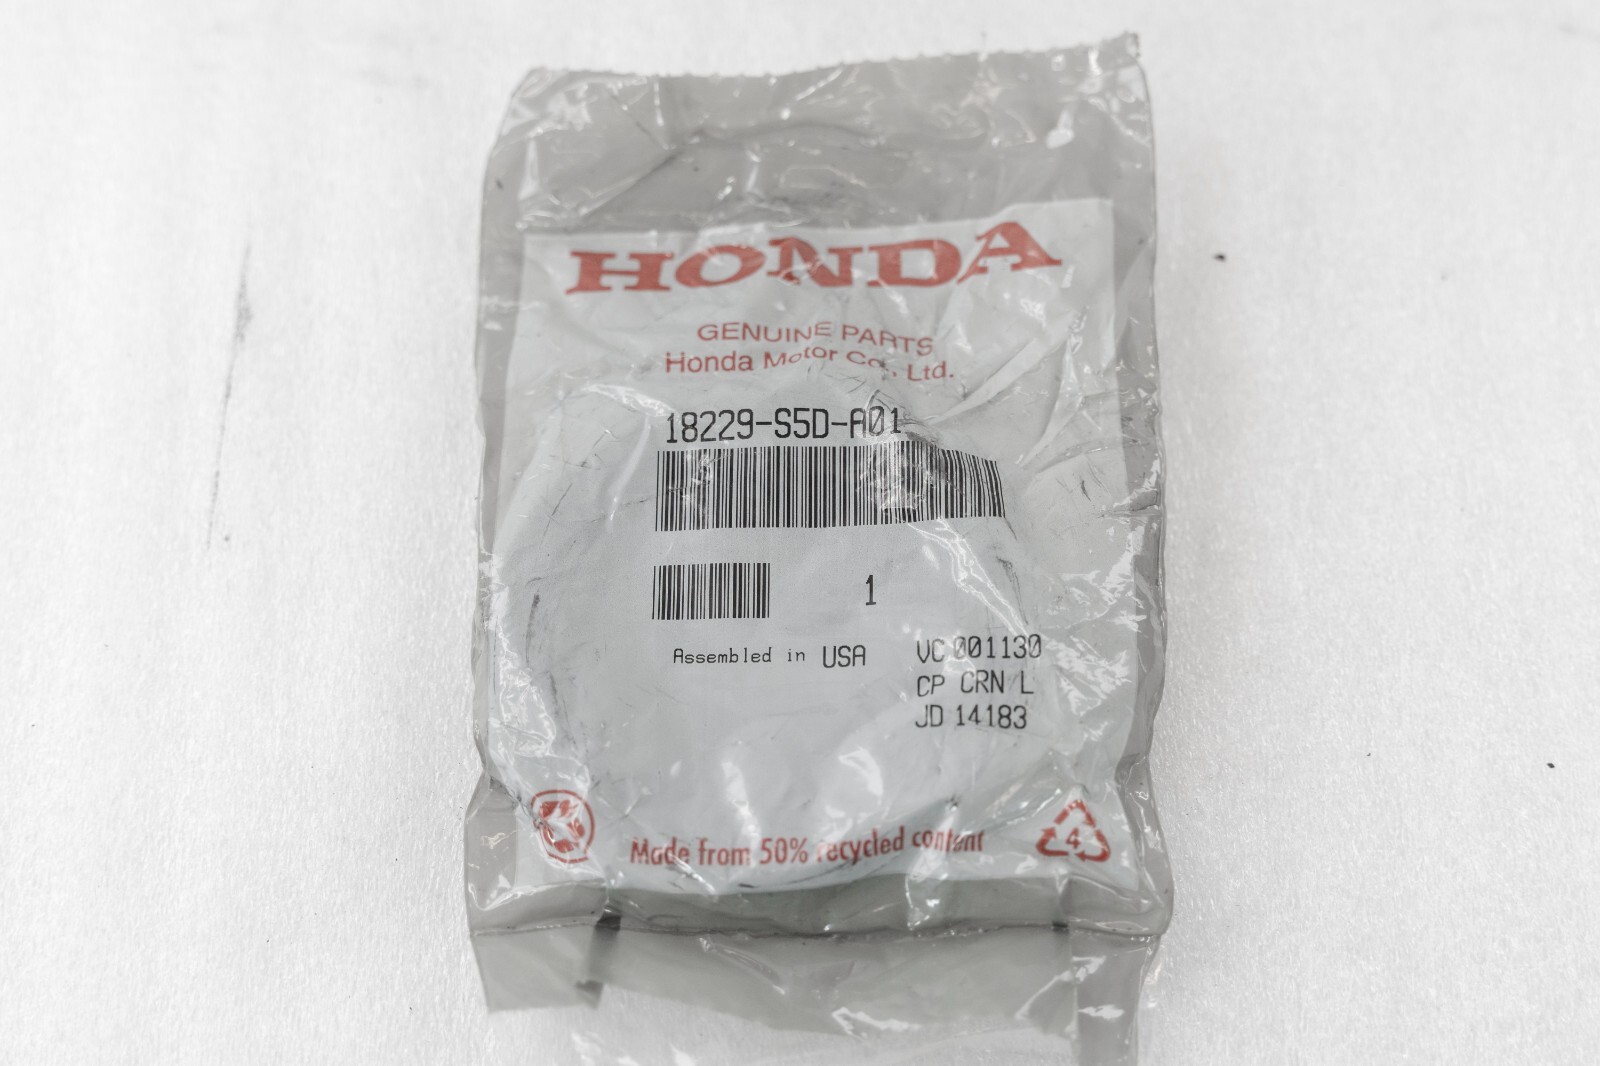 HONDA
GENUINE PARTS
Honda Motor Co., Ltd.
18229-S5D-A01
1
Assembled in USA
VC 001130
CP CRN L
JD 14183
Made from 50% recycled content
4